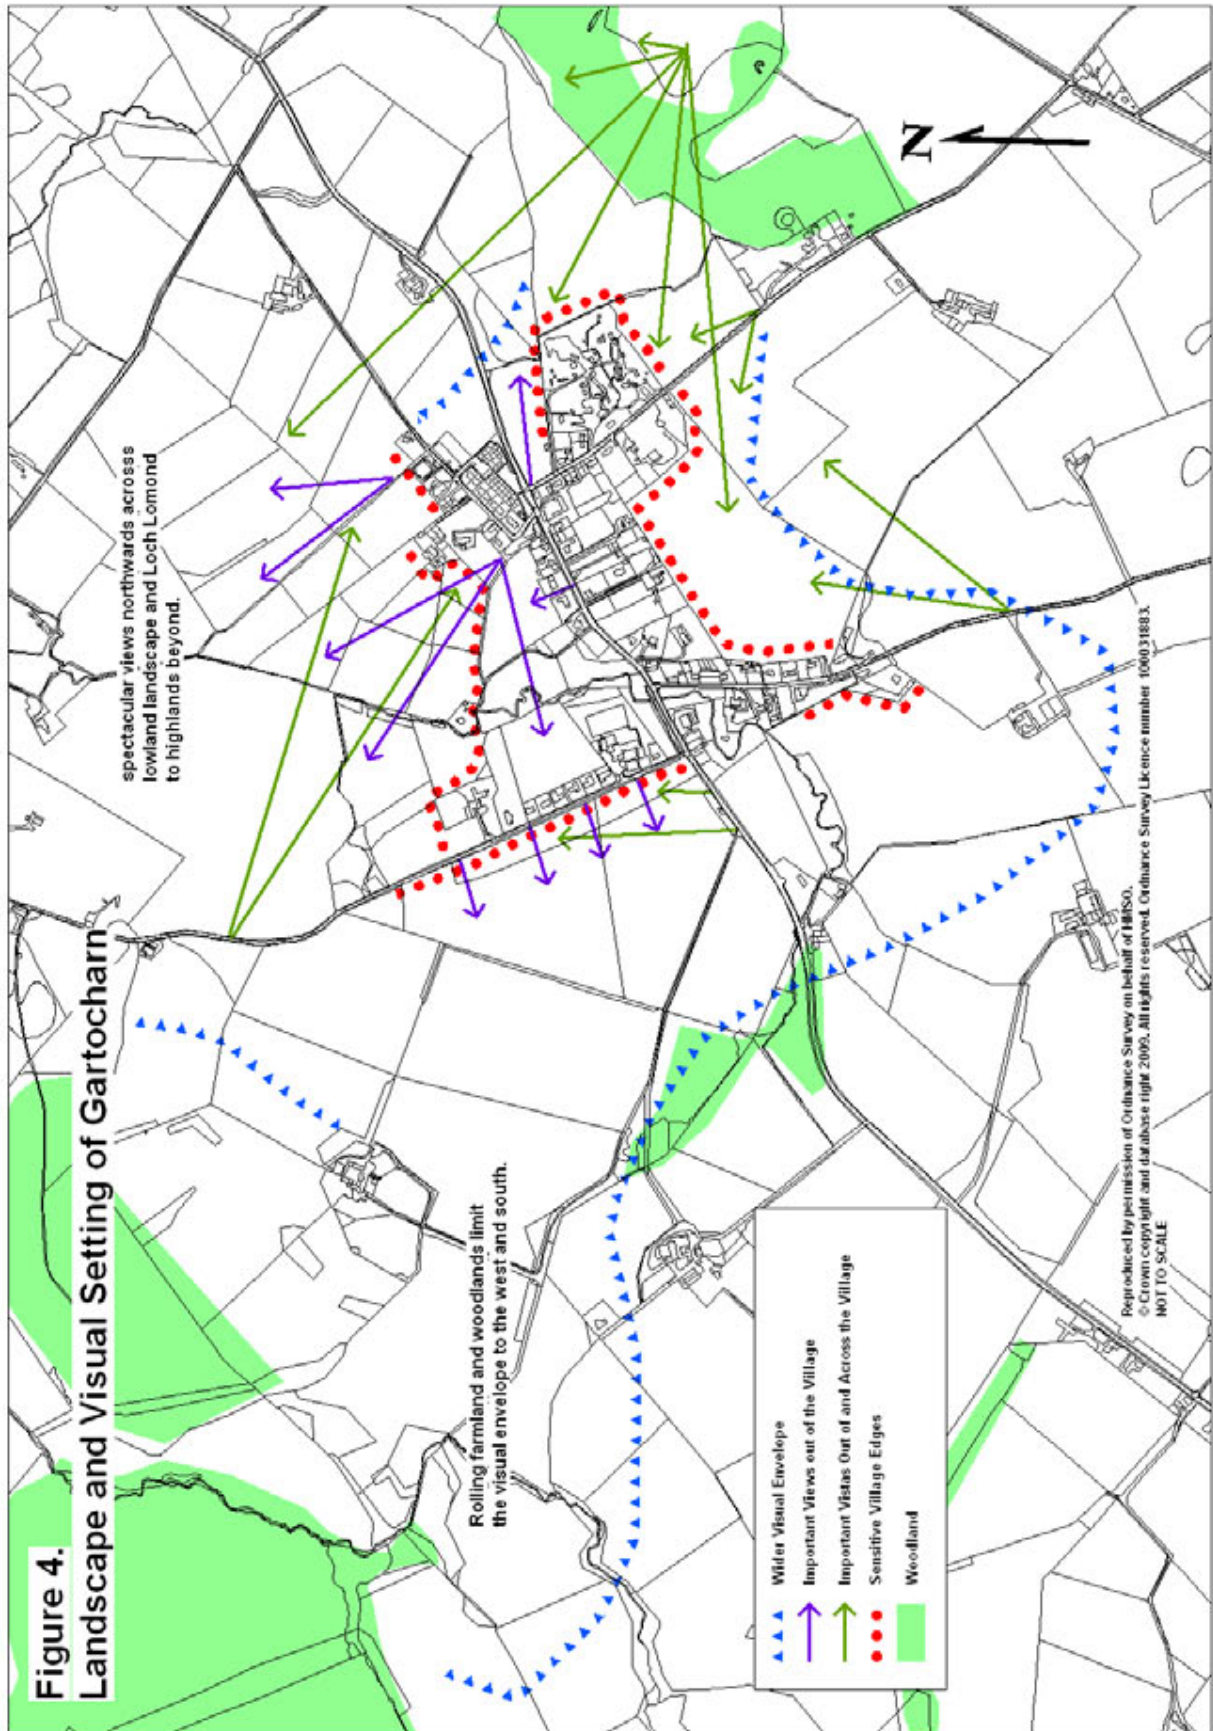 Figure 4.
Landscape and Visual Setting of Gartocharn
spectacular views northwards across
lowland landscape and Loch Lomond
to highlands beyond.
Rolling farmland and woodlands limit
the visual envelope to the west and south.
N
Wider Visual Envelope
Important Views out of the Village
Important Vistas Out of and Across the Village
Sensitive Village Edges
Woodland
Reproduced by permission of Ordnance Survey on behalf of HMSO.
© Crown copyright and database right 2009. All rights reserved. Ordnance Survey Licence number 100031883.
NOT TO SCALE